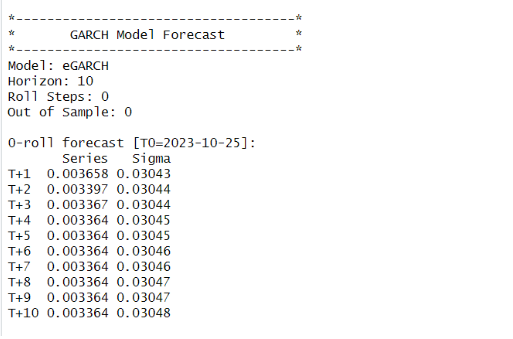 *------------------------------------*
*       GARCH Model Forecast         *
*------------------------------------*
Model: eGARCH
Horizon: 10
Roll Steps: 0
Out of Sample: 0

0-roll forecast [T0=2023-10-25]:
       Series   Sigma
T+1  0.003658 0.03043
T+2  0.003397 0.03044
T+3  0.003367 0.03044
T+4  0.003364 0.03045
T+5  0.003364 0.03045
T+6  0.003364 0.03046
T+7  0.003364 0.03046
T+8  0.003364 0.03047
T+9  0.003364 0.03047
T+10 0.003364 0.03048